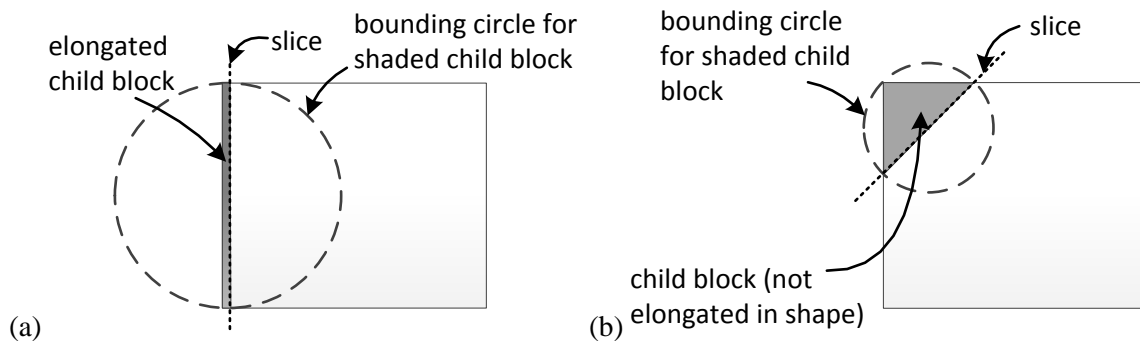 elongated
child block
slice
bounding circle for
shaded child block
(a)
bounding circle
for shaded child
block
slice
child block (not
elongated in shape)
(b)